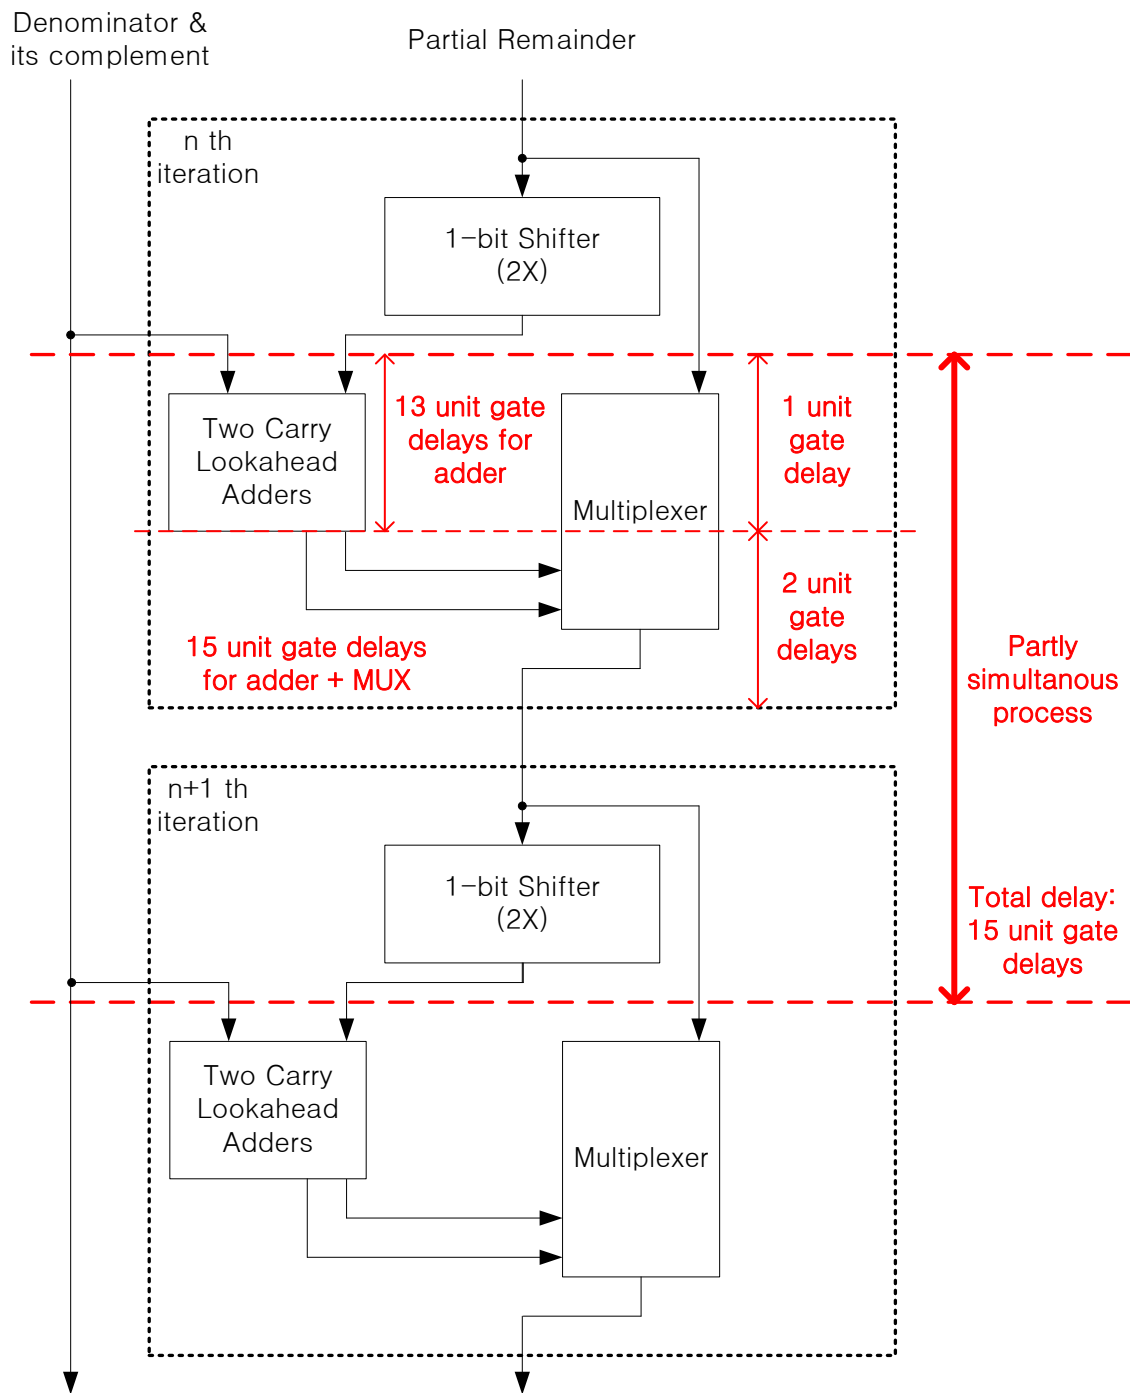 Denominator &
its complement
Partial Remainder
n th
iteration
1-bit Shifter
(2X)
Two Carry
Lookahead
Adders
13 unit gate
delays for
adder
Multiplexer
1 unit
gate
delay
2 unit
gate
delays
15 unit gate delays
for adder + MUX
Partly
simultanous
process
n+1 th
iteration
1-bit Shifter
(2X)
Total delay:
15 unit gate
delays
Two Carry
Lookahead
Adders
Multiplexer